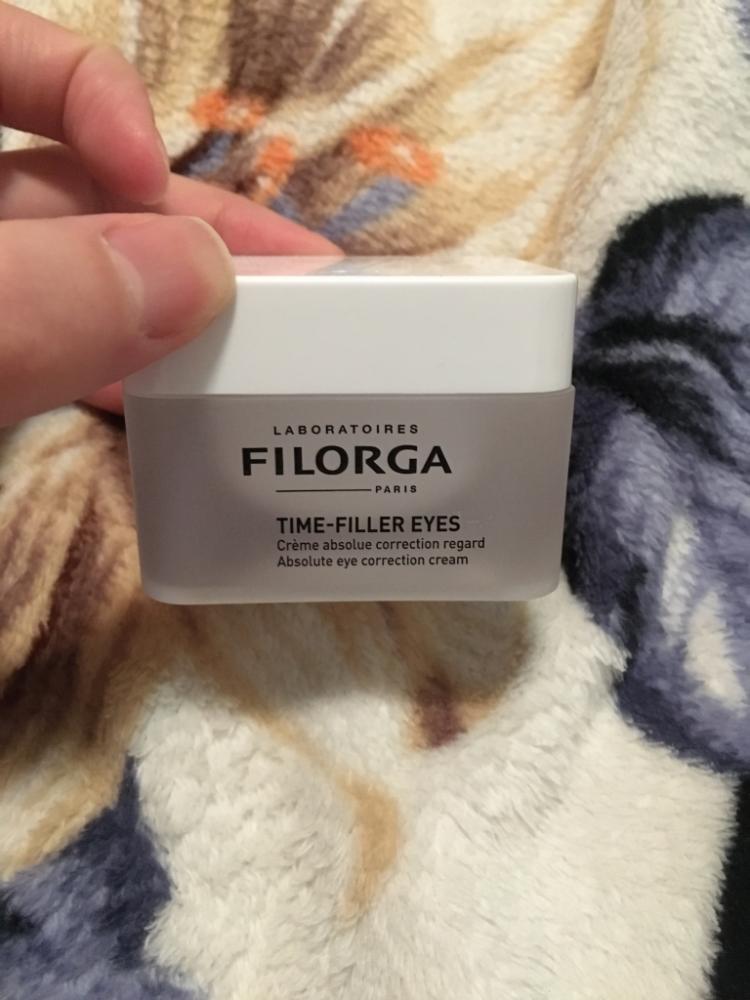 LABORATOIRES
FILORGA
PARIS
TIME-FILLER EYES
Crème absolue correction regard
Absolute eye correction cream